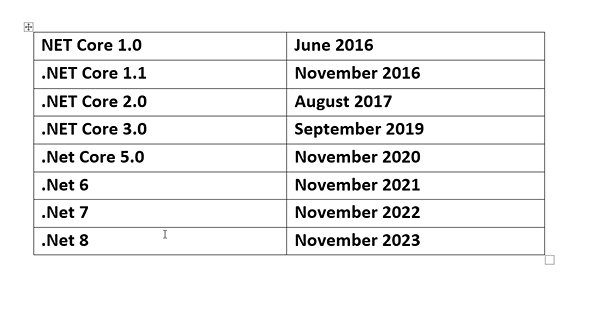 NET Core 1.0 June 2016
.NET Core 1.1 November 2016
.NET Core 2.0 August 2017
.NET Core 3.0 September 2019
.Net Core 5.0 November 2020
.Net 6 November 2021
.Net 7 November 2022
.Net 8 November 2023